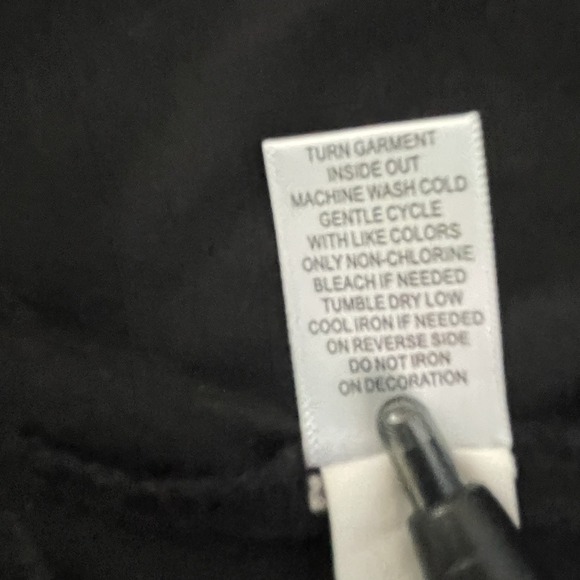 TURN GARMENT
INSIDE OUT
MACHINE WASH COLD
GENTLE CYCLE
WITH LIKE COLORS
ONLY NON-CHLORINE
BLEACH IF NEEDED
TUMBLE DRY LOW
COOL IRON IF NEEDED
ON REVERSE SIDE
DO NOT IRON
ON DECORATION